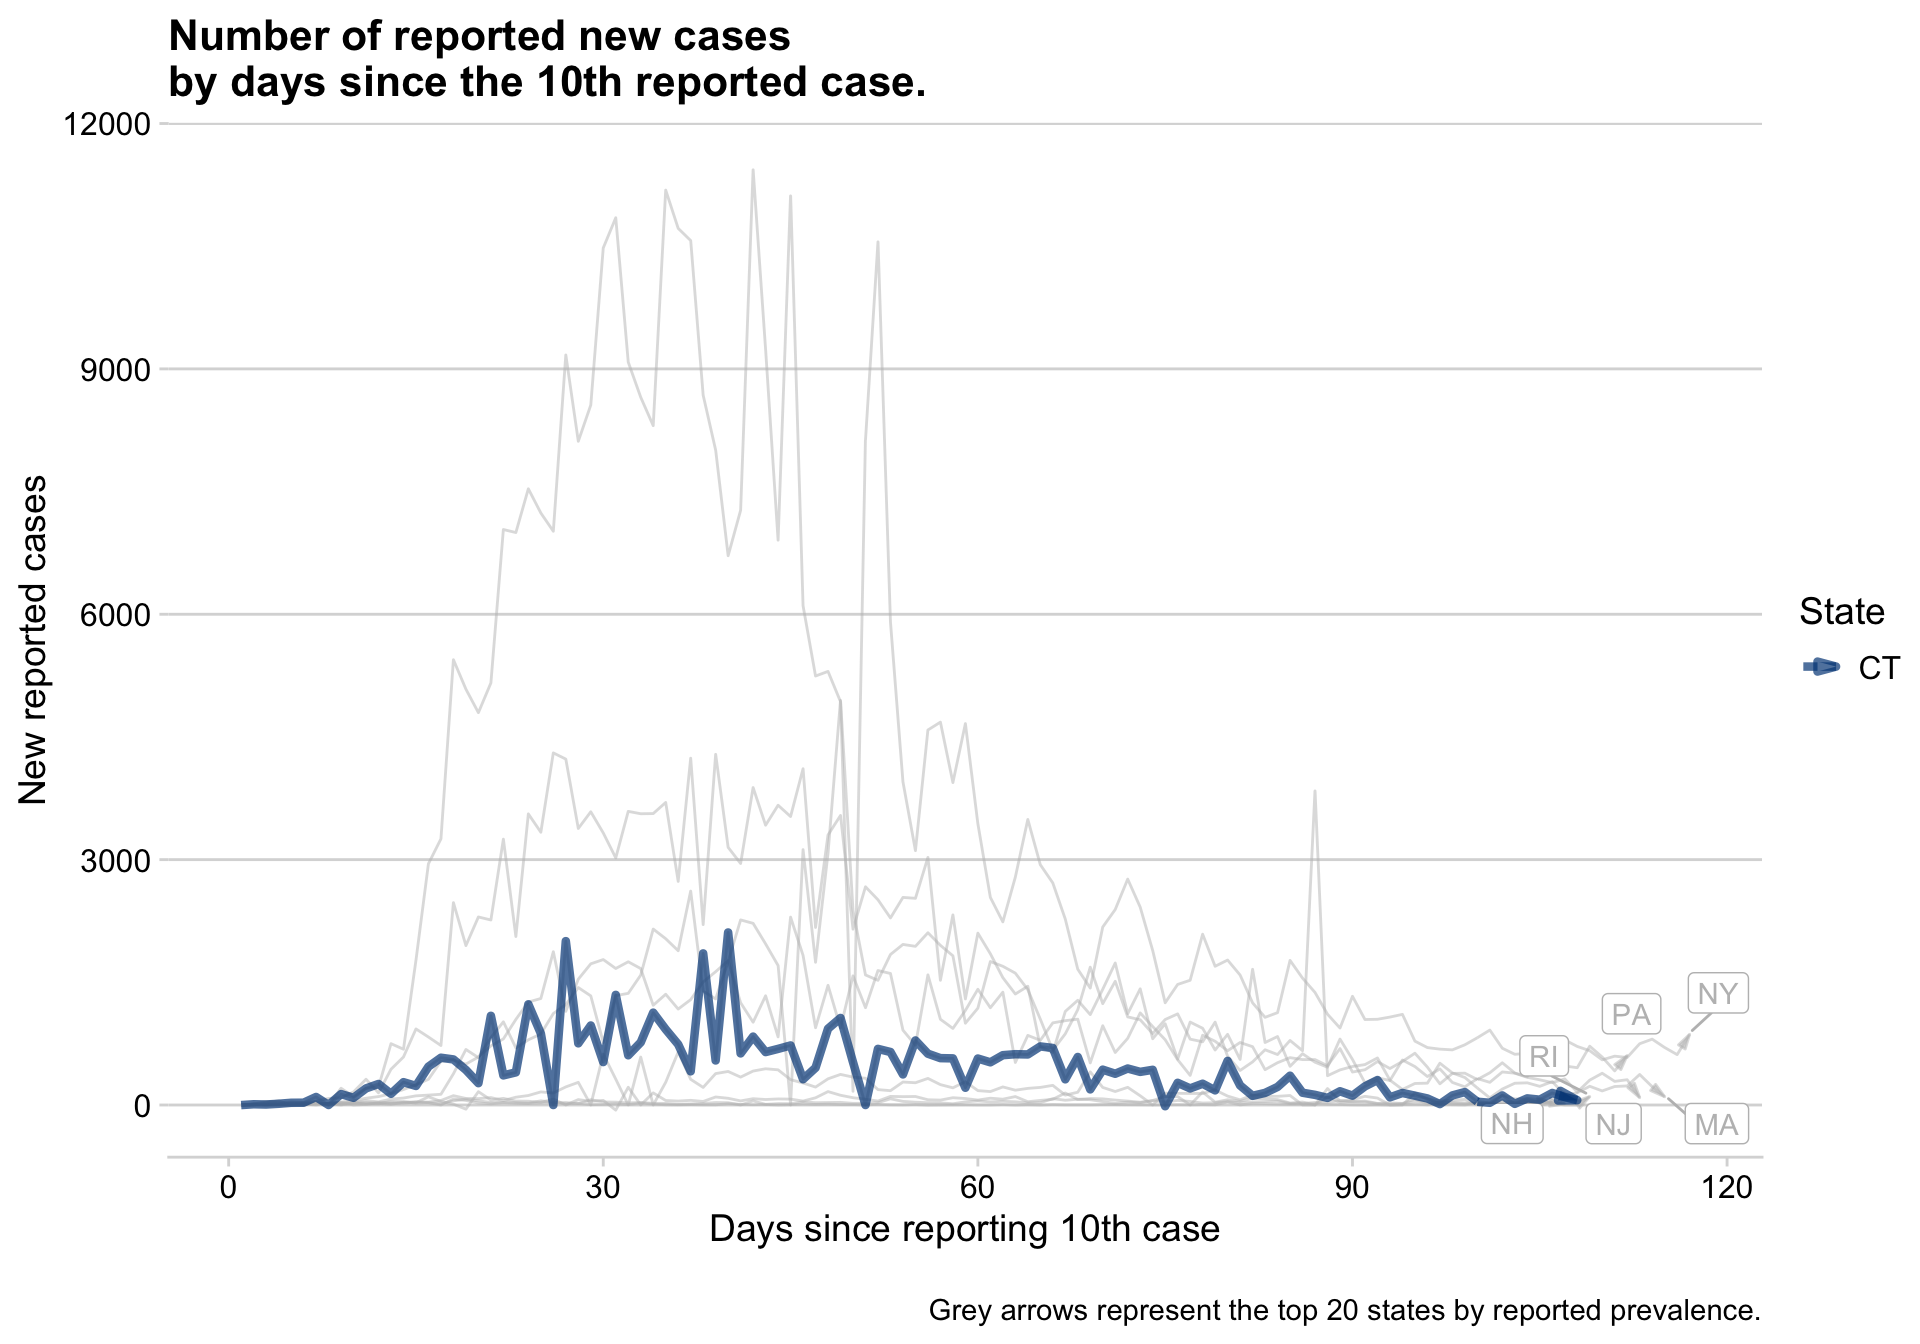 Number of reported new cases
by days since the 10th reported case.
12000
9000
6000
3000
0
New reported cases
0
30
60
90
120
Days since reporting 10th case
NY
PA
RI
NH
NJ
MA
State
CT
Grey arrows represent the top 20 states by reported prevalence.